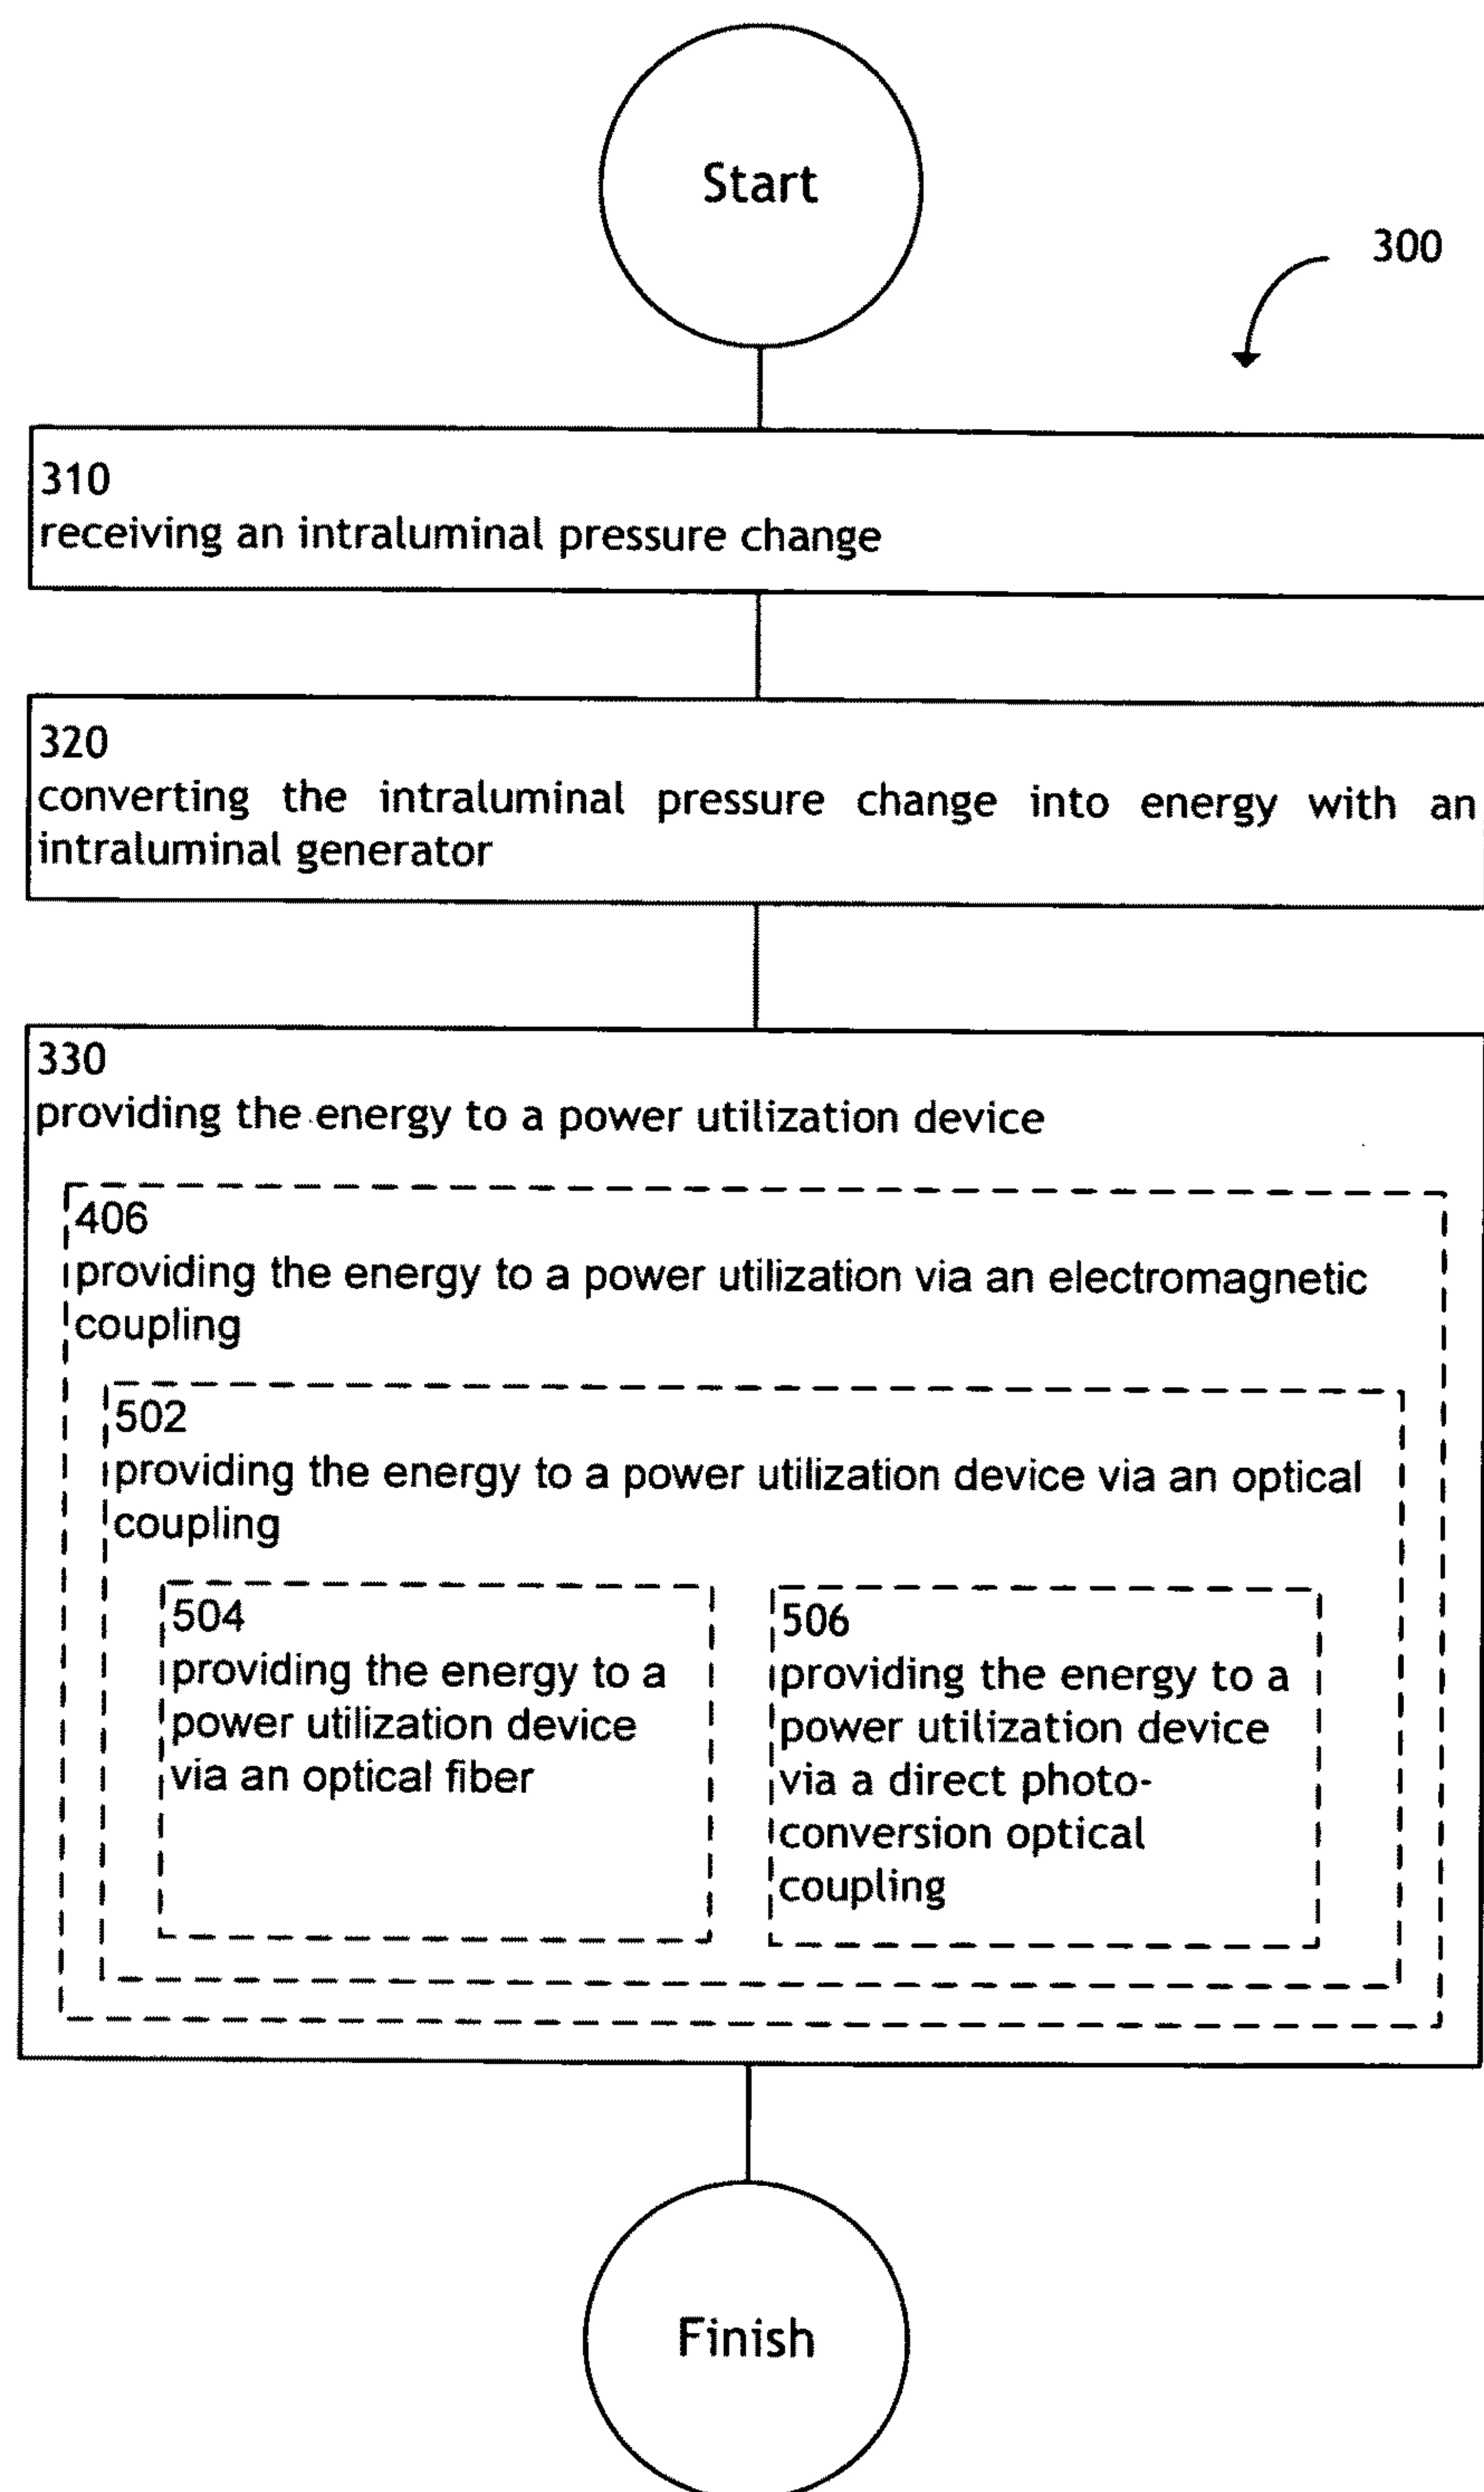 Start
300
310
receiving an intraluminal pressure change
320
converting the intraluminal pressure change into energy with an
intraluminal generator
330
providing the energy to a power utilization device
406
providing the energy to a power utilization via an electromagnetic
coupling
502
providing the energy to a power utilization device via an optical
coupling
504
providing the energy to a
power utilization device
via an optical fiber
506
providing the energy to a
power utilization device
via a direct photo-
conversion optical
coupling
Finish